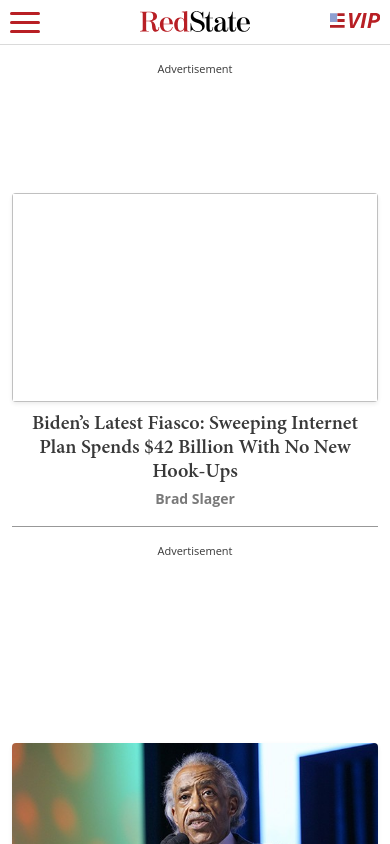 RedState
VIP
Advertisement
Biden’s Latest Fiasco: Sweeping Internet
Plan Spends $42 Billion With No New
Hook-Ups
Brad Slager
Advertisement